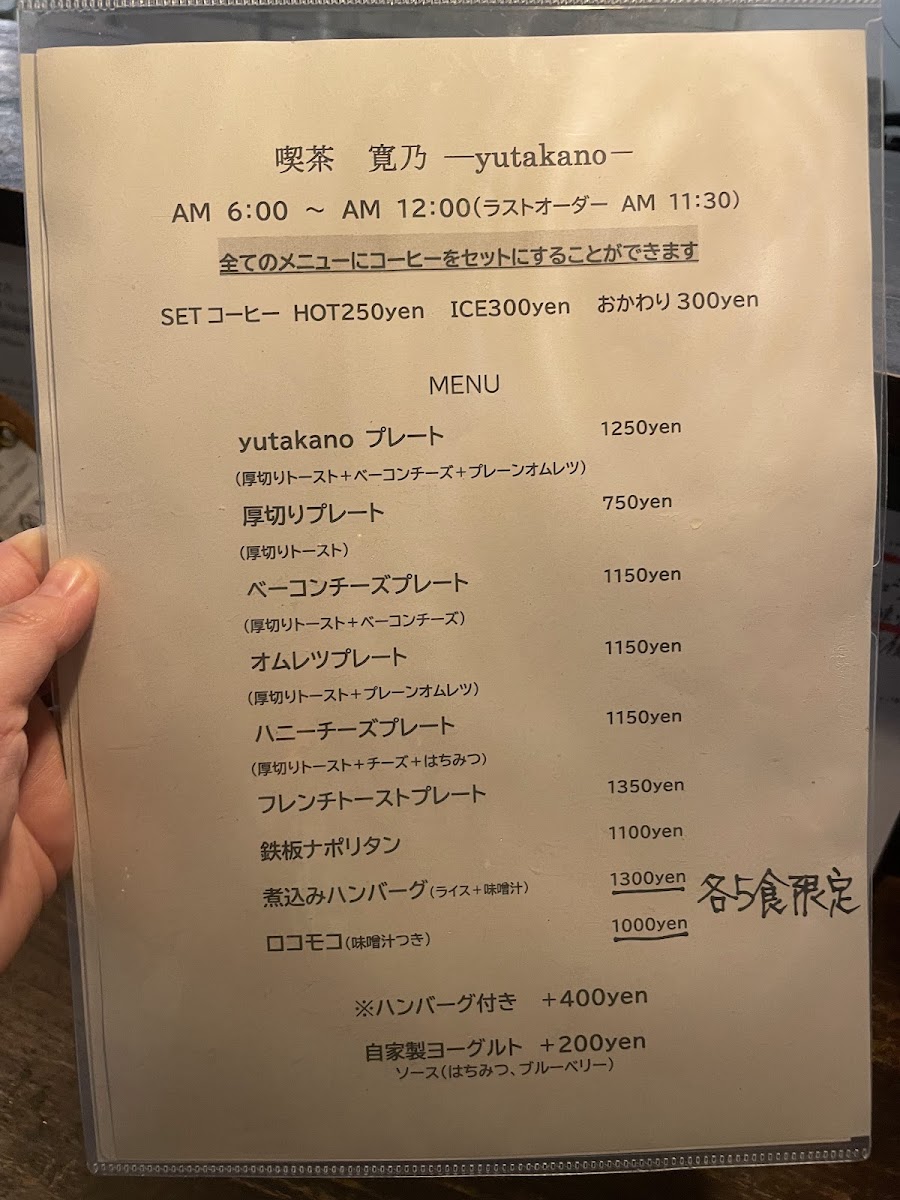 喫茶　寛乃 ―yutakano－
AM 6:00 ～ AM 12:00(ラストオーダー AM 11:30)
全てのメニューにコーヒーをセットにすることができます
SETコーヒー HOT250yen ICE300yen おかわり300yen
MENU
yutakano プレート 1250yen
(厚切りトースト＋ベーコンチーズ＋プレーンオムレツ)
厚切りプレート 750yen
(厚切りトースト)
ベーコンチーズプレート 1150yen
(厚切りトースト＋ベーコンチーズ)
オムレツプレート 1150yen
(厚切りトースト＋プレーンオムレツ)
ハニーチーズプレート 1150yen
(厚切りトースト＋チーズ＋はちみつ)
フレンチトーストプレート 1350yen
鉄板ナポリタン 1100yen
煮込みハンバーグ(ライス＋味噌汁) 1300yen 各5食限定
ロコモコ(味噌汁つき) 1000yen
※ハンバーグ付き ＋400yen
自家製ヨーグルト ＋200yen
ソース(はちみつ、ブルーベリー)